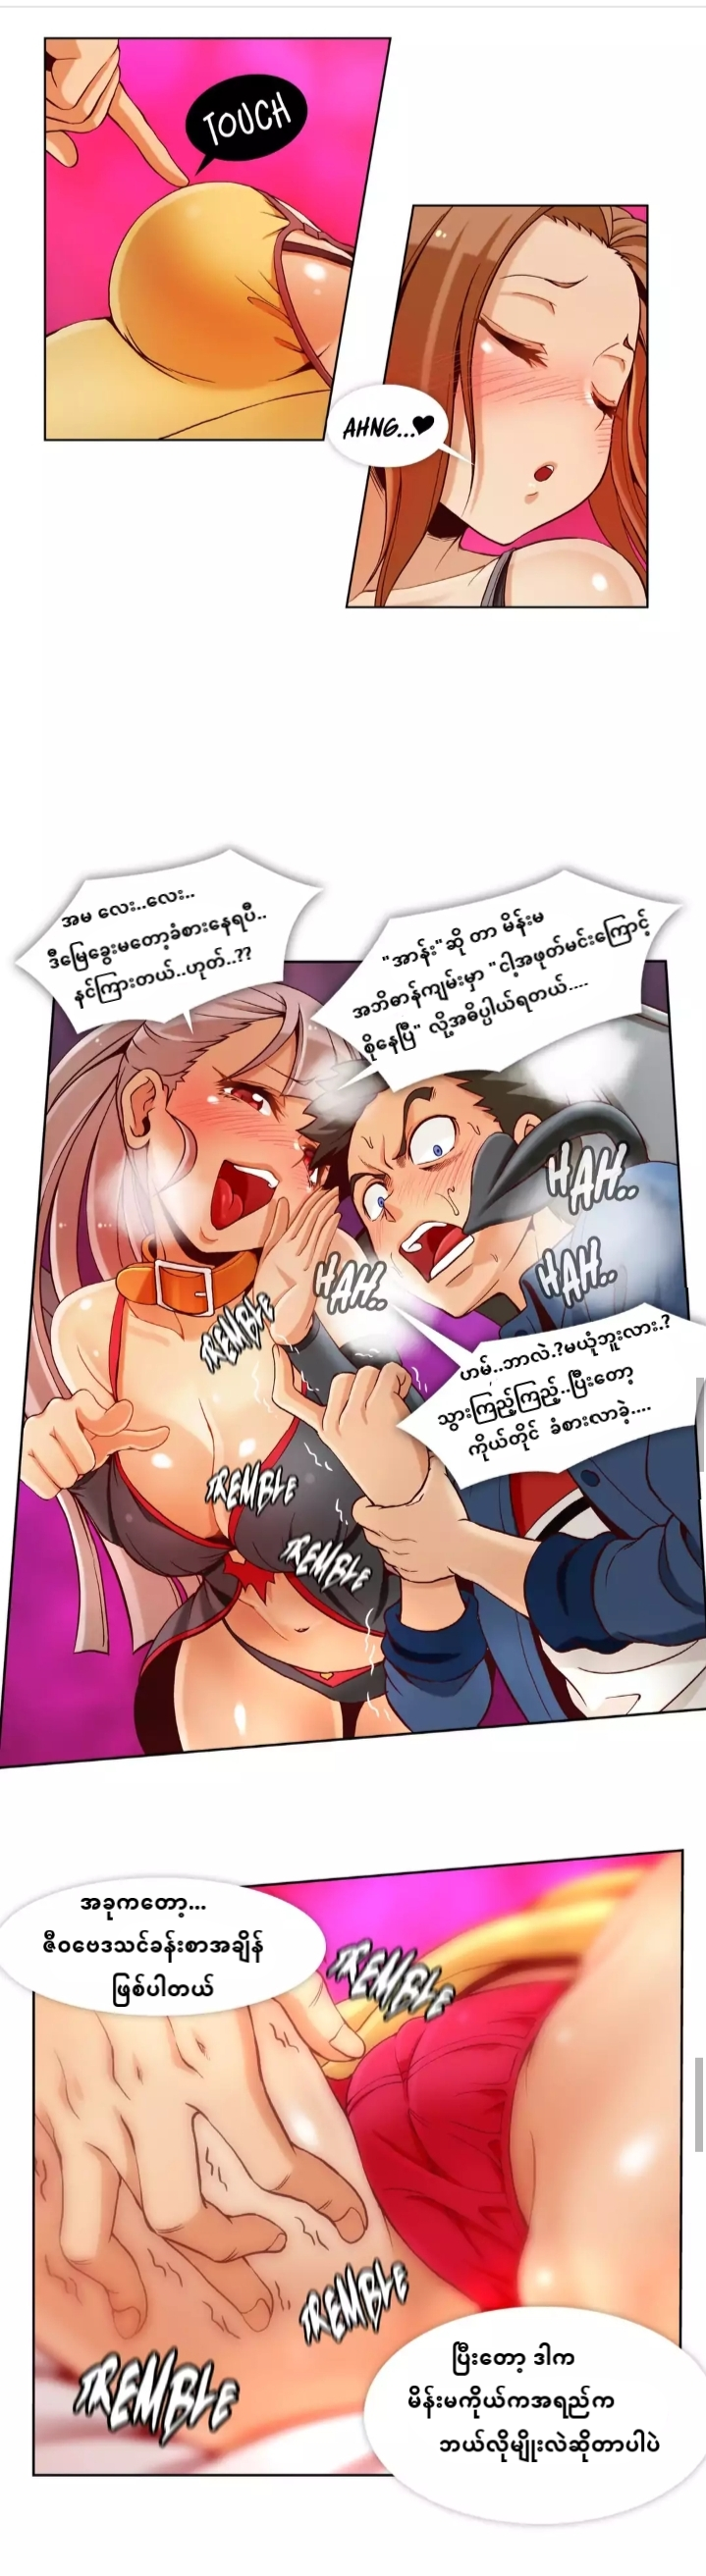 TOUCH
AHNG...♥
အမ လေး..လေး..
ဒီမြေခွေးမတော့ခံစားနေရပီ..
နင်ကြားတယ်..ဟုတ်..??
"အာန်း"ဆို တာ မိန်းမ
အဘိဓာန်ကျမ်းမှာ "ငါ့အဖုတ်မင်းကြောင့်
စိုနေပြီ" လို့အဓိပ္ပါယ်ရတယ်....
HAH..
HAH..
HAH..
TREMBLE
ဟမ်..ဘာလဲ.?မယုံဘူးလား.?
သွားကြည့်ကြည့်..ပြီးတော့
ကိုယ်တိုင် ခံစားလာခဲ့....
TREMBLE
TREMBLE
အခုကတော့...
ဇီဝဗေဒသင်ခန်းစာအချိန်
ဖြစ်ပါတယ်
TREMBLE
TREMBLE
TREMBLE
ပြီးတော့ ဒါက
မိန်းမကိုယ်ကအရည်က
ဘယ်လိုမျိုးလဲဆိုတာပါပဲ